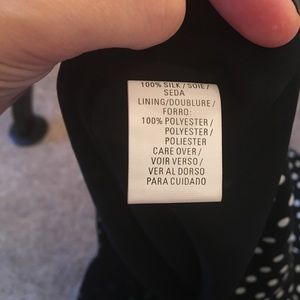 100% SILK / SOIE /
SEDA
LINING/DOUBLURE /
FORRO:
100% POLYESTER /
POLYESTER /
POLIESTER
CARE OVER /
VOIR VERSO /
VER AL DORSO
PARA CUIDADO